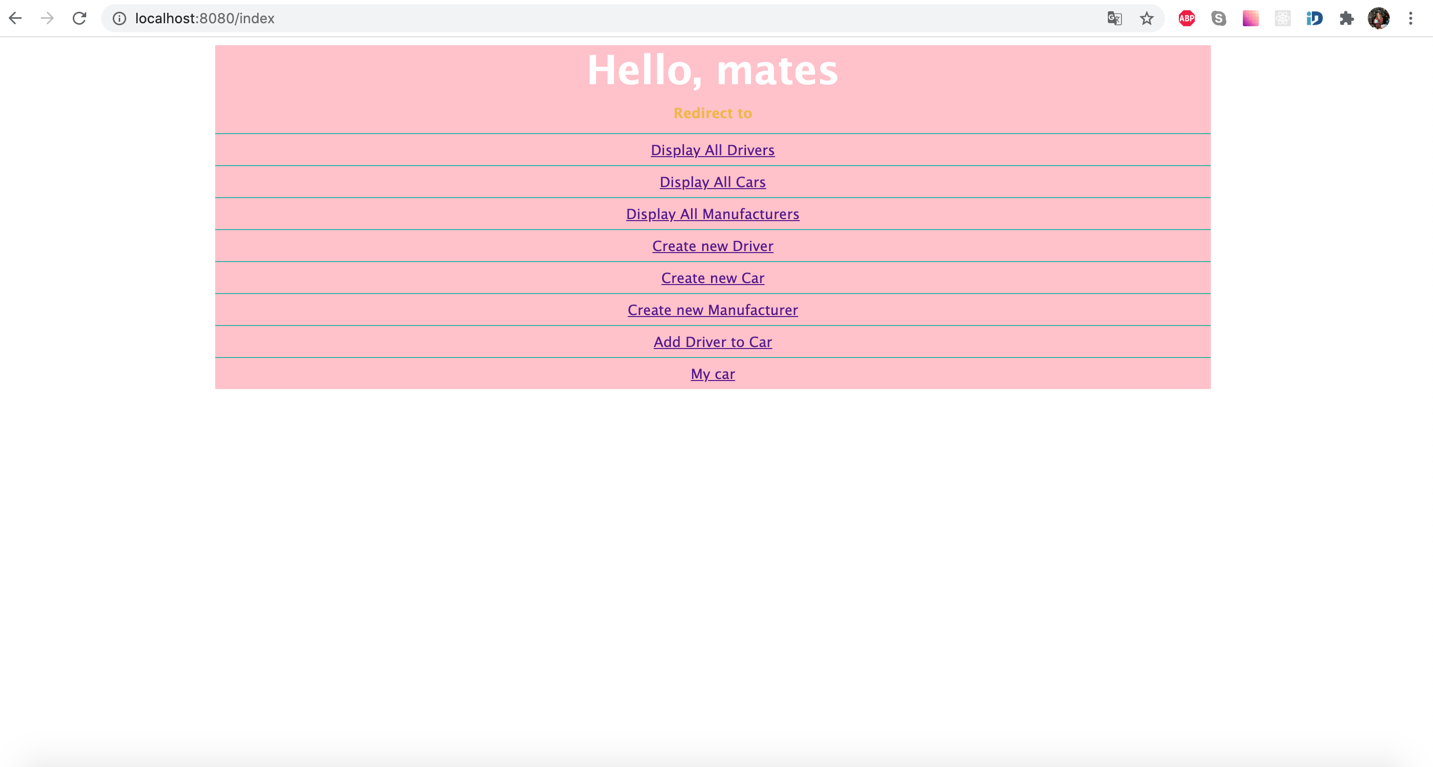 localhost:8080/index
ABP
Hello, mates
Redirect to
Display All Drivers
Display All Cars
Display All Manufacturers
Create new Driver
Create new Car
Create new Manufacturer
Add Driver to Car
My car